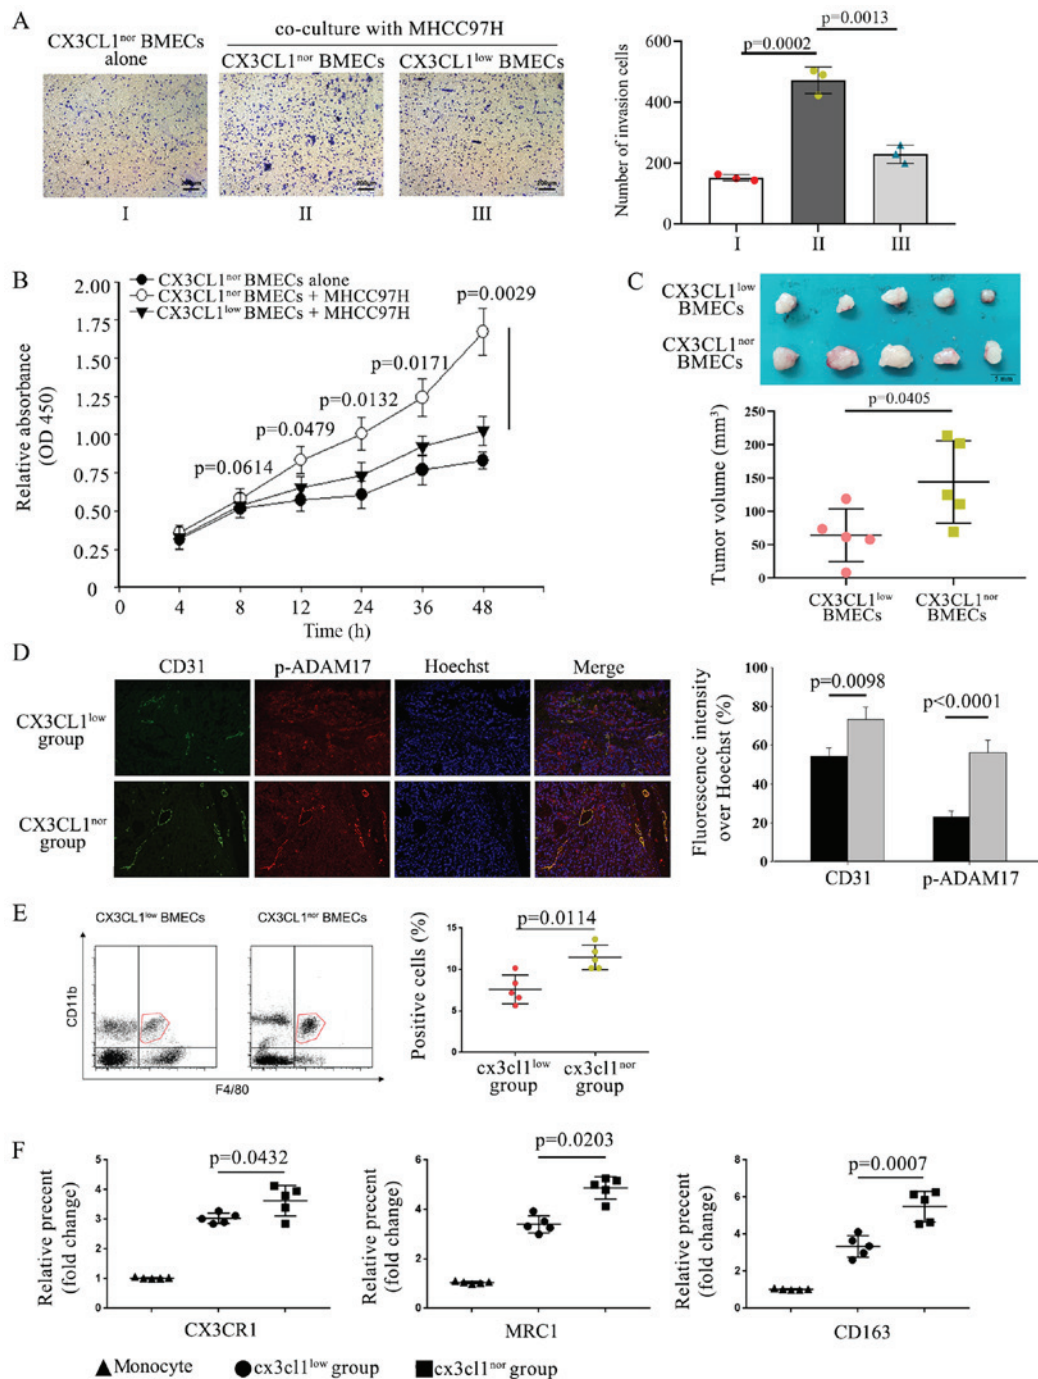 A
CX3CL1nor BMECs
alone
co-culture with MHCC97H
CX3CL1nor BMECs
CX3CL1low BMECs
I
II
III
Number of invasion cells
600
400
200
0
p=0.0002
p=0.0013
I
II
III
B
CX3CL1nor BMECs alone
CX3CL1nor BMECs + MHCC97H
CX3CL1low BMECs + MHCC97H
Relative absorbance
(OD 450)
2.00
1.75
1.50
1.25
1.00
0.75
0.50
0.25
0
p=0.0614
p=0.0479
p=0.0132
p=0.0171
p=0.0029
0
4
8
12
24
36
48
Time (h)
C
CX3CL1low
BMECs
CX3CL1nor
BMECs
5 mm
p=0.0405
Tumor volume (mm3)
250
200
150
100
50
0
CX3CL1low
BMECs
CX3CL1nor
BMECs
D
CD31
p-ADAM17
Hoechst
Merge
CX3CL1low
group
CX3CL1nor
group
Fluorescence intensity
over Hoechst (%)
100
80
60
40
20
0
p=0.0098
p<0.0001
CD31
p-ADAM17
E
CX3CL1low BMECs
CX3CL1nor BMECs
CD11b
F4/80
Positive cells (%)
15
10
5
0
p=0.0114
cx3cl1low
group
cx3cl1nor
group
F
Relative precent
(fold change)
5
4
3
2
1
0
p=0.0432
CX3CR1
Relative precent
(fold change)
6
4
2
0
p=0.0203
MRC1
Relative precent
(fold change)
8
6
4
2
0
p=0.0007
CD163
Monocyte
cx3cl1low group
cx3cl1nor group